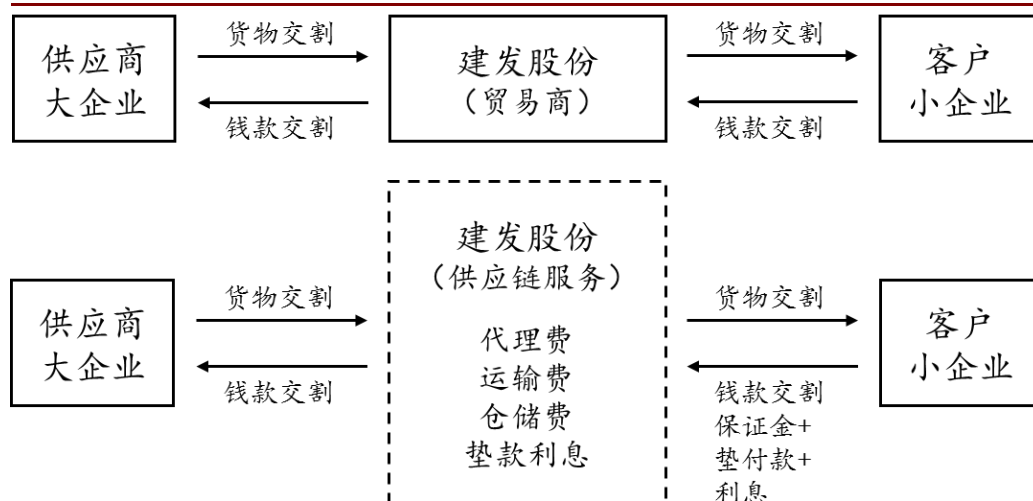 货物交割
货物交割
供应商
大企业
建发股份
（贸易商）
客户
小企业
钱款交割
钱款交割
建发股份
（供应链服务）
货物交割
货物交割
供应商
大企业
代理费
运输费
仓储费
垫款利息
客户
小企业
钱款交割
钱款交割
保证金+
垫付款+
利息